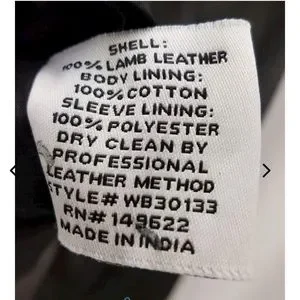 SHELL:
100% LAMB LEATHER
BODY LINING:
100% COTTON
SLEEVE LINING:
100% POLYESTER
DRY CLEAN BY
PROFESSIONAL
LEATHER METHOD
STYLE# WB30133
RN# 149622
MADE IN INDIA